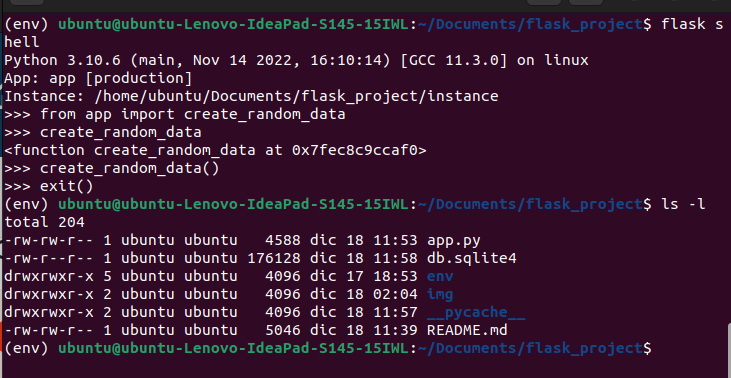 (env) ubuntu@ubuntu-Lenovo-IdeaPad-S145-15IWL:~/Documents/flask_project$ flask s
hell
Python 3.10.6 (main, Nov 14 2022, 16:10:14) [GCC 11.3.0] on linux
App: app [production]
Instance: /home/ubuntu/Documents/flask_project/instance
>>> from app import create_random_data
>>> create_random_data
<function create_random_data at 0x7fec8c9ccaf0>
>>> create_random_data()
>>> exit()
(env) ubuntu@ubuntu-Lenovo-IdeaPad-S145-15IWL:~/Documents/flask_project$ ls -l
total 204
-rw-rw-r-- 1 ubuntu ubuntu   4588 dic 18 11:53 app.py
-rw-r--r-- 1 ubuntu ubuntu 176128 dic 18 11:58 db.sqlite4
drwxrwxr-x 5 ubuntu ubuntu   4096 dic 17 18:53 env
drwxrwxr-x 2 ubuntu ubuntu   4096 dic 18 02:04 img
drwxrwxr-x 2 ubuntu ubuntu   4096 dic 18 11:57 __pycache__
-rw-rw-r-- 1 ubuntu ubuntu   5046 dic 18 11:39 README.md
(env) ubuntu@ubuntu-Lenovo-IdeaPad-S145-15IWL:~/Documents/flask_project$